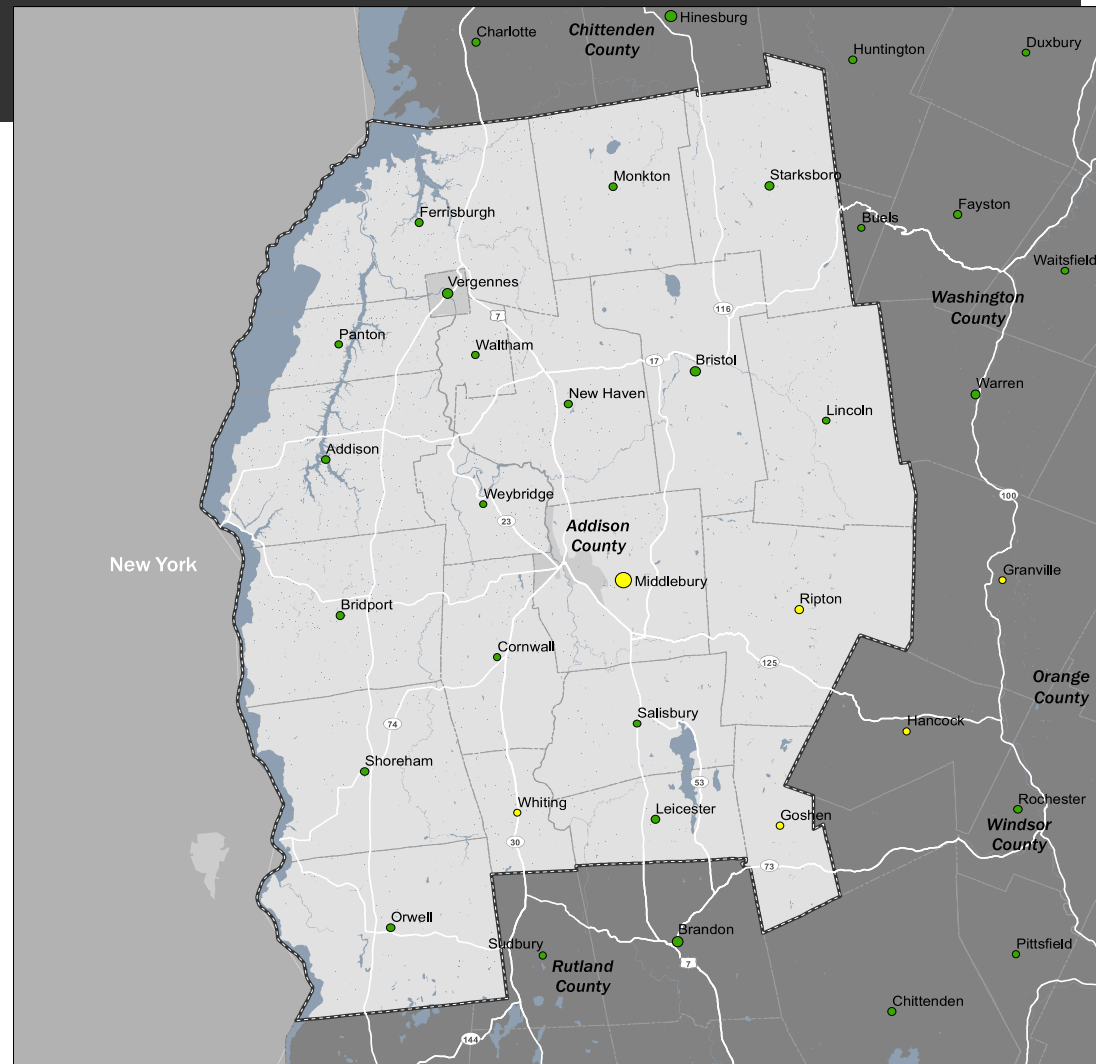 Hinesburg
Charlotte
Chittenden
County
Duxbury
Huntington
Monkton
Starksboro
Fayston
Ferrisburgh
Buels
Waitsfield
Vergennes
Washington
County
116
7
Panton
Waltham
17
Bristol
Warren
New Haven
Lincoln
Addison
Weybridge
100
23
Addison
County
New York
Granville
Middlebury
Ripton
Bridport
Cornwall
125
Orange
County
Salisbury
Hancock
74
Shoreham
53
Whiting
Leicester
Goshen
Rochester
Windsor
County
30
73
Orwell
Brandon
Sudbury
Pittsfield
7
Rutland
County
Chittenden
144